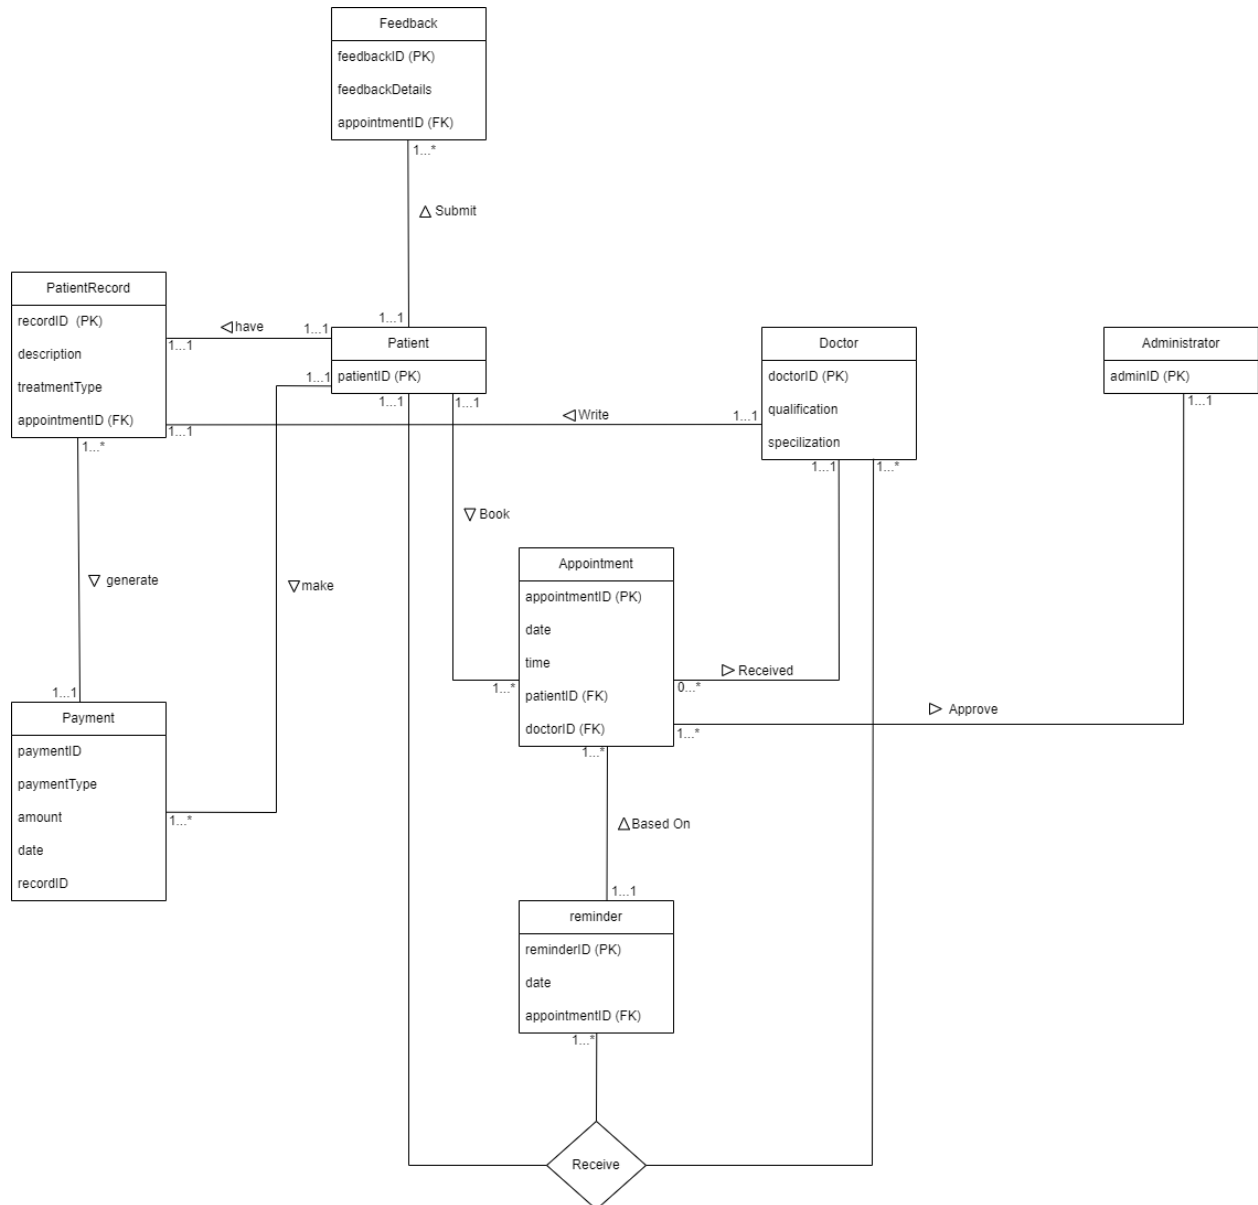 Feedback
feedbackID (PK)
feedbackDetails
appointmentID (FK)
1...*
Submit
1...1
PatientRecord
recordID (PK)
description
treatmentType
appointmentID (FK)
have
1...1
1...1
Patient
patientID (PK)
1...1
1...1
1...1
Doctor
doctorID (PK)
qualification
specilization
Administrator
adminID (PK)
1...1
Write
1...1
1...1
1...*
1...1
1...*
Book
generate
make
Appointment
appointmentID (PK)
date
time
patientID (FK)
doctorID (FK)
Received
1...*
0...*
Approve
1...*
1...*
1...1
Payment
paymentID
paymentType
amount
date
recordID
1...*
Based On
1...1
reminder
reminderID (PK)
date
appointmentID (FK)
1...*
Receive